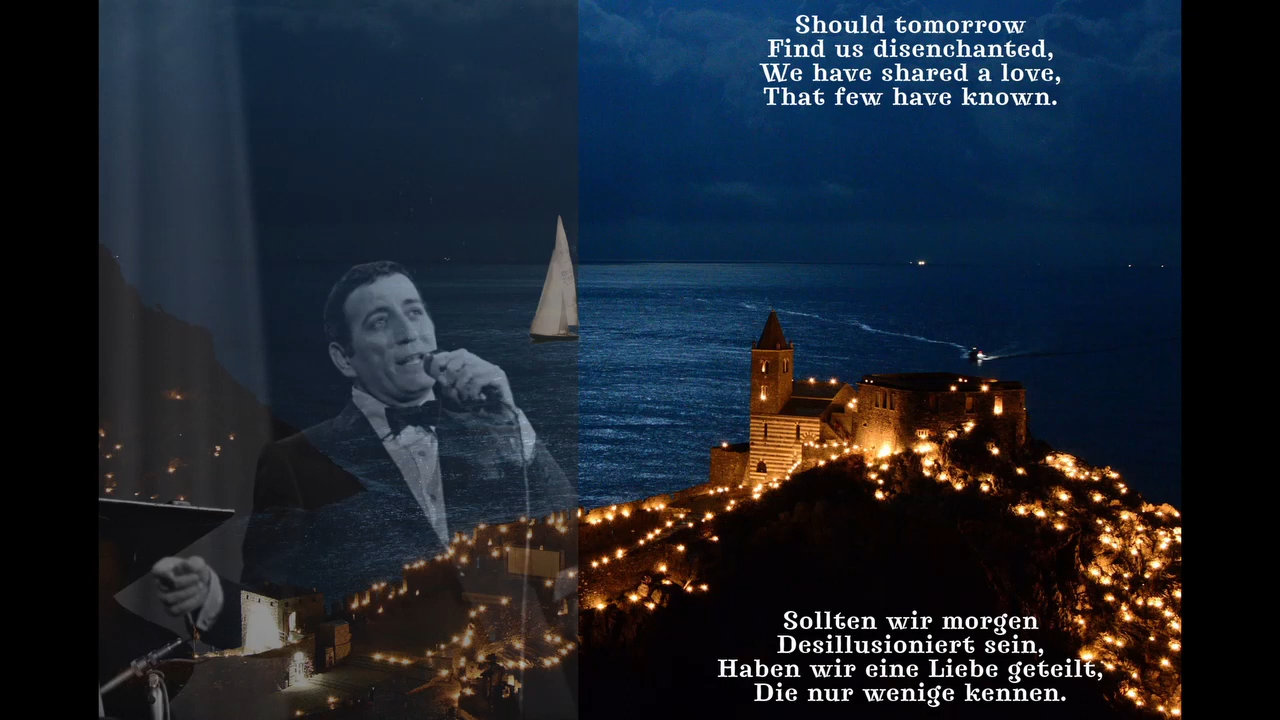 Should tomorrow
Find us disenchanted,
We have shared a love,
That few have known.
Sollten wir morgen
Desillusioniert sein,
Haben wir eine Liebe geteilt,
Die nur wenige kennen.